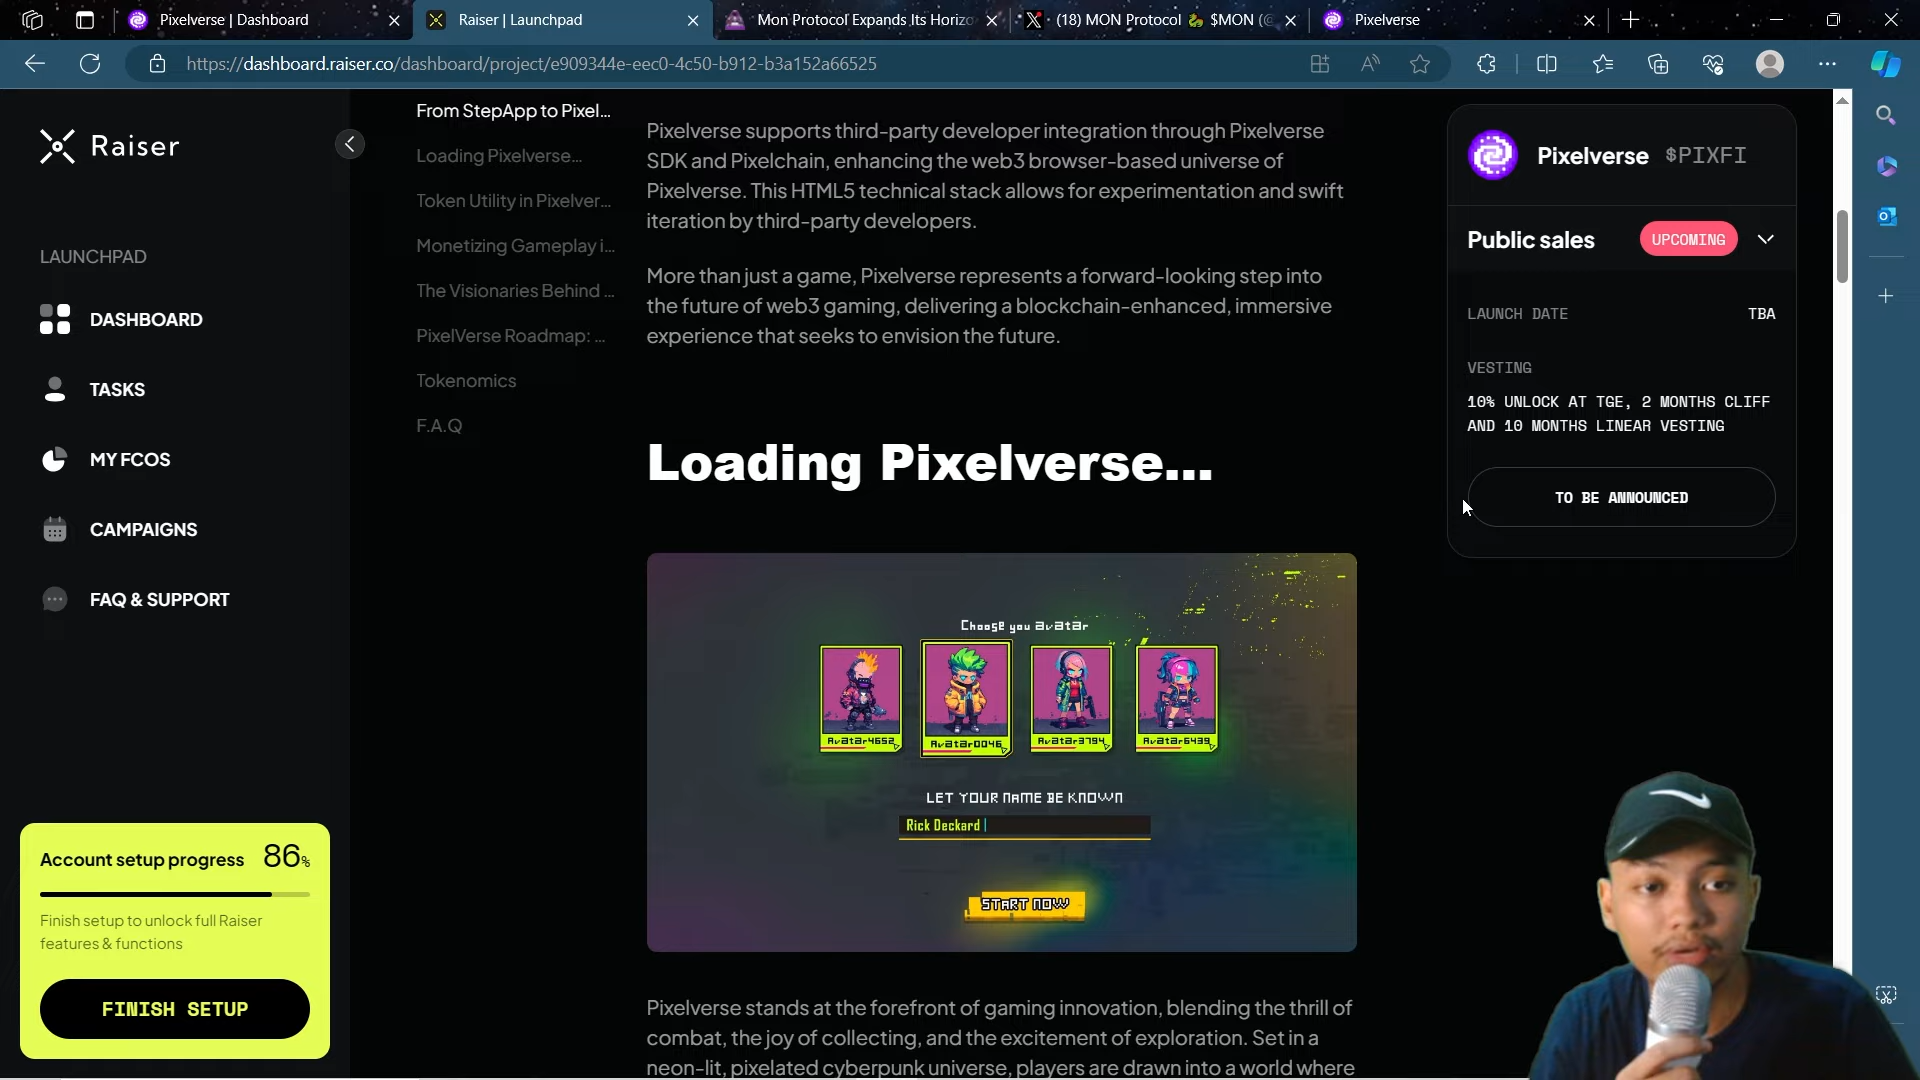 Pixelverse | Dashboard
Raiser | Launchpad
Mon Protocol Expands Its Horizo
(18) MON Protocol 🐉 $MON (@
Pixelverse
https://dashboard.raiser.co/dashboard/project/e909344e-eec0-4c50-b912-b3a152a66525
Raiser
LAUNCHPAD
DASHBOARD
TASKS
MY FCOS
CAMPAIGNS
FAQ & SUPPORT
Account setup progress 86%
Finish setup to unlock full Raiser
features & functions
FINISH SETUP
From StepApp to Pixel...
Loading Pixelverse...
Token Utility in Pixelver...
Monetizing Gameplay i...
The Visionaries Behind ...
PixelVerse Roadmap: ...
Tokenomics
F.A.Q
Pixelverse supports third-party developer integration through Pixelverse
SDK and Pixelchain, enhancing the web3 browser-based universe of
Pixelverse. This HTML5 technical stack allows for experimentation and swift
iteration by third-party developers.
More than just a game, Pixelverse represents a forward-looking step into
the future of web3 gaming, delivering a blockchain-enhanced, immersive
experience that seeks to envision the future.
Loading Pixelverse...
Choose you avatar
Avatar4652
Avatar0046
Avatar3794
Avatar6439
LET YOUR NAME BE KNOWN
Rick Deckard
START NOW
Pixelverse stands at the forefront of gaming innovation, blending the thrill of
combat, the joy of collecting, and the excitement of exploration. Set in a
neon-lit, pixelated cyberpunk universe, players are drawn into a world where
Pixelverse $PIXFI
Public sales UPCOMING
LAUNCH DATE TBA
VESTING
10% UNLOCK AT TGE, 2 MONTHS CLIFF
AND 10 MONTHS LINEAR VESTING
TO BE ANNOUNCED